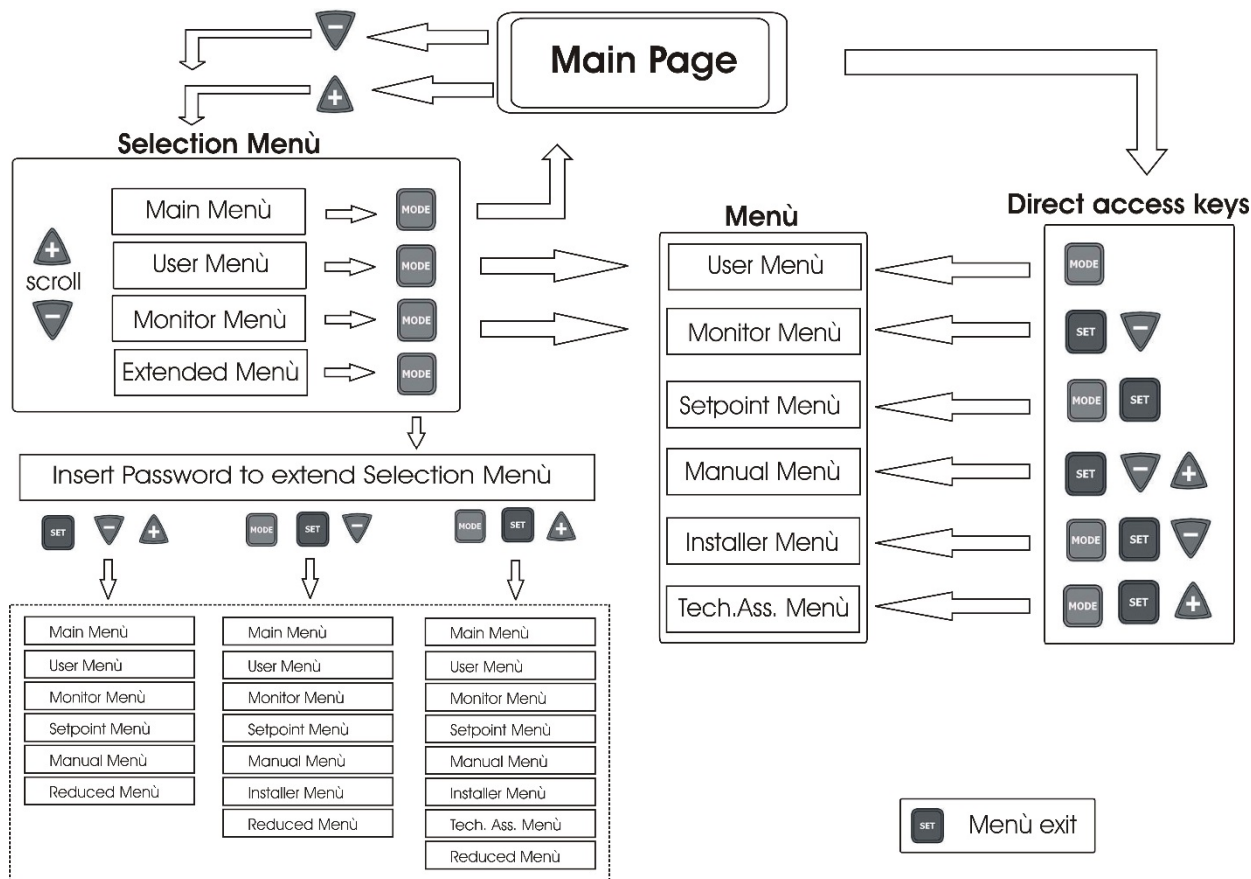 −
Main Page
+
Selection Menù
Main Menù
MODE
User Menù
MODE
+
scroll
−
Monitor Menù
MODE
Extended Menù
MODE
Insert Password to extend Selection Menù
SET − +
MODE SET −
MODE SET +
Main Menù
User Menù
Monitor Menù
Setpoint Menù
Manual Menù
Reduced Menù
Main Menù
User Menù
Monitor Menù
Setpoint Menù
Manual Menù
Installer Menù
Reduced Menù
Main Menù
User Menù
Monitor Menù
Setpoint Menù
Manual Menù
Installer Menù
Tech. Ass. Menù
Reduced Menù
Menù
User Menù
Monitor Menù
Setpoint Menù
Manual Menù
Installer Menù
Tech.Ass. Menù
Direct access keys
MODE
SET −
MODE SET
SET − +
MODE SET −
MODE SET +
SET Menù exit